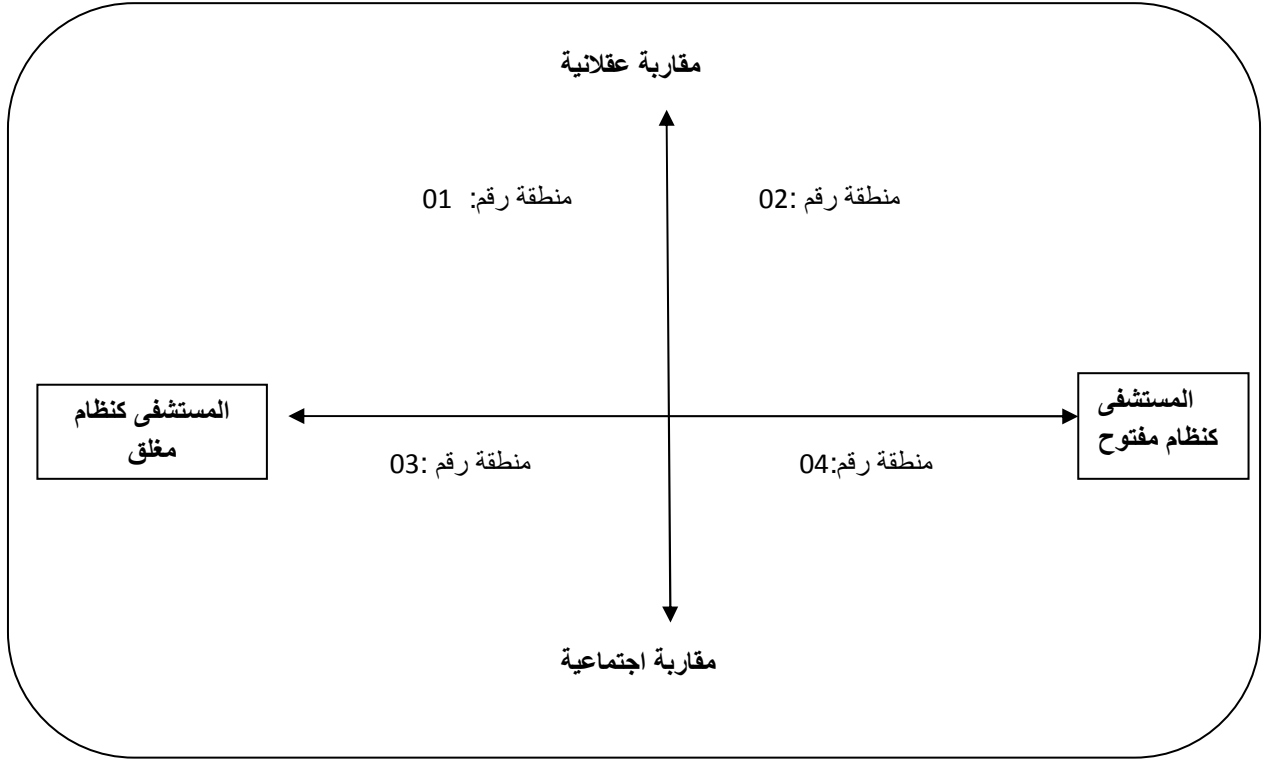 مقاربة عقلانية
منطقة رقم: 01
منطقة رقم :02
المستشفى كنظام
مغلق
المستشفى
كنظام مفتوح
منطقة رقم :03
منطقة رقم:04
مقاربة اجتماعية